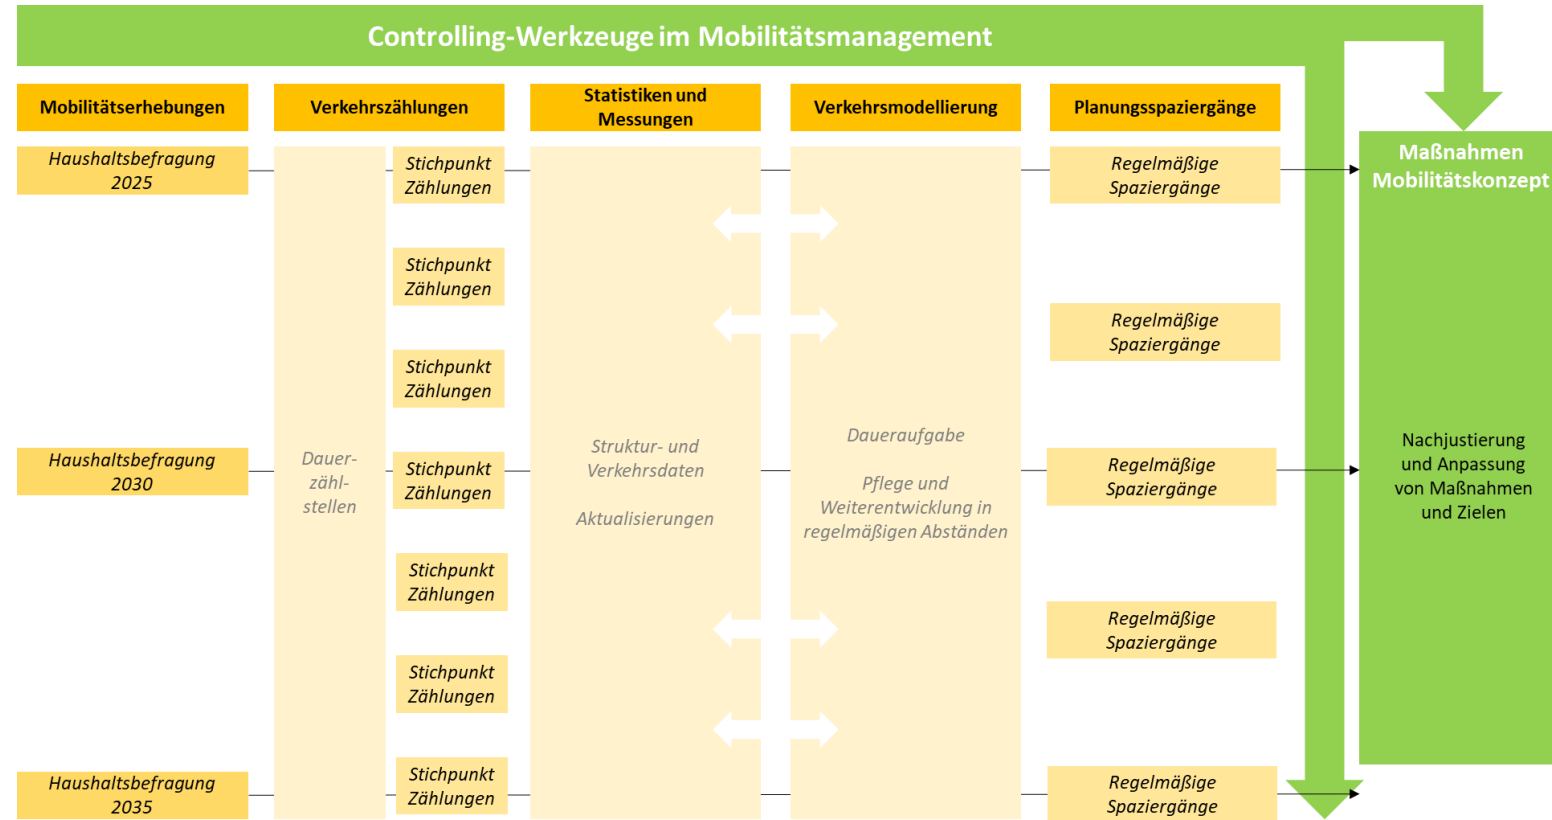 Controlling-Werkzeuge im Mobilitätsmanagement
Mobilitätserhebungen
Verkehrszählungen
Statistiken und
Messungen
Verkehrsmodellierung
Planungsspaziergänge
Haushaltsbefragung
2025
Haushaltsbefragung
2030
Haushaltsbefragung
2035
Dauer-
zähl-
stellen
Stichpunkt
Zählungen
Stichpunkt
Zählungen
Stichpunkt
Zählungen
Stichpunkt
Zählungen
Stichpunkt
Zählungen
Stichpunkt
Zählungen
Stichpunkt
Zählungen
Struktur- und
Verkehrsdaten
Aktualisierungen
Daueraufgabe
Pflege und
Weiterentwicklung in
regelmäßigen Abständen
Regelmäßige
Spaziergänge
Regelmäßige
Spaziergänge
Regelmäßige
Spaziergänge
Regelmäßige
Spaziergänge
Regelmäßige
Spaziergänge
Maßnahmen
Mobilitätskonzept
Nachjustierung
und Anpassung
von Maßnahmen
und Zielen